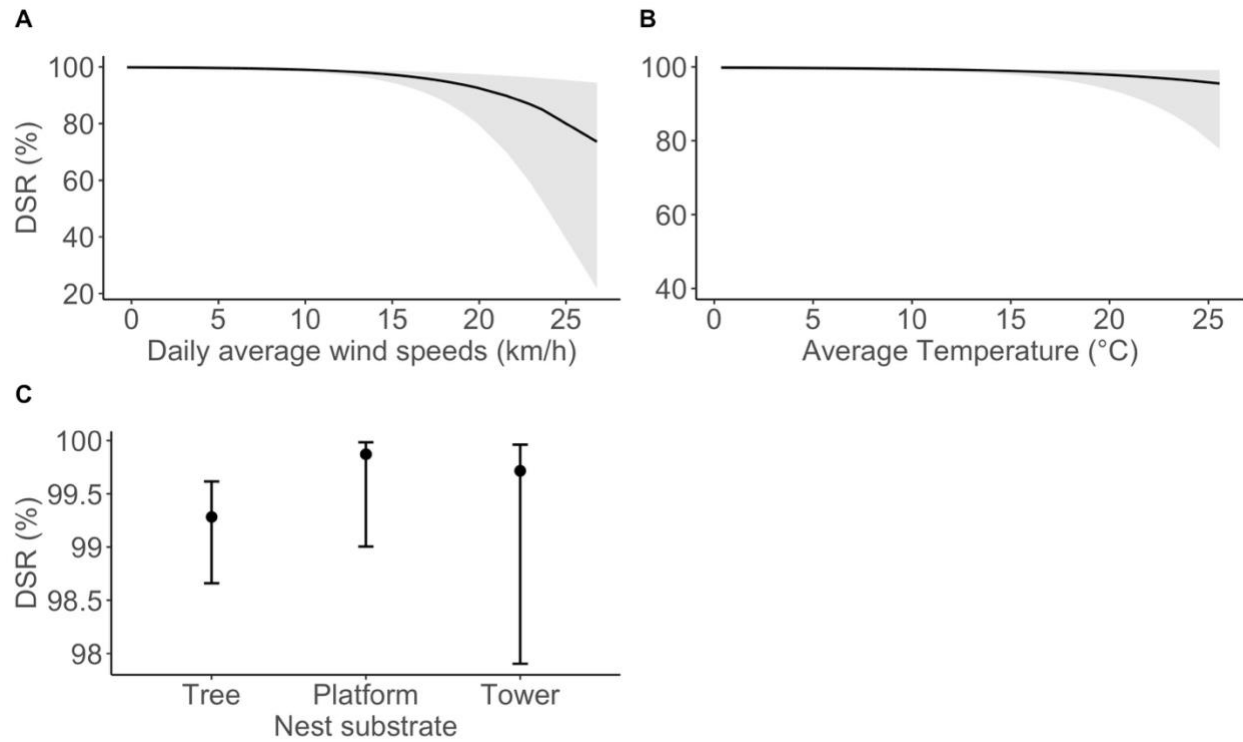 A
DSR (%)
100
80
60
40
20
0 5 10 15 20 25
Daily average wind speeds (km/h)
B
100
80
60
40
0 5 10 15 20 25
Average Temperature (°C)
C
DSR (%)
100
99.5
99
98.5
98
Tree Platform Tower
Nest substrate